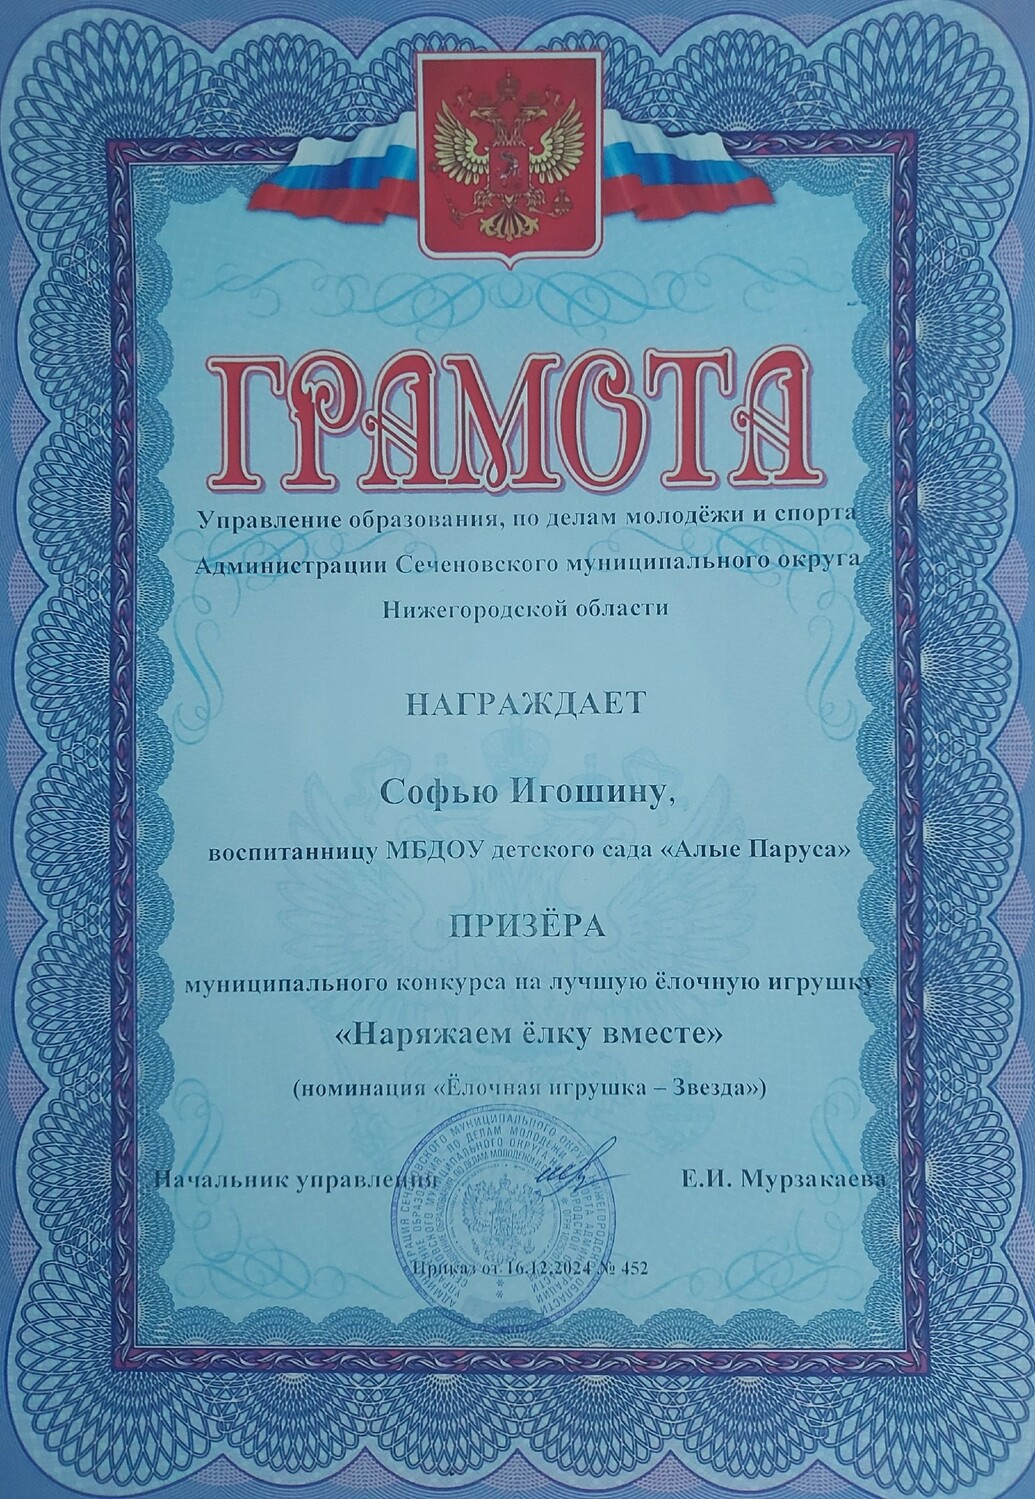 ГРАМОТА
Управление образования, по делам молодёжи и спорта
Администрации Сеченовского муниципального округа
Нижегородской области
НАГРАЖДАЕТ
Софью Игошину,
воспитанницу МБДОУ детского сада «Алые Паруса»
ПРИЗЁРА
муниципального конкурса на лучшую ёлочную игрушку
«Наряжаем ёлку вместе»
(номинация «Ёлочная игрушка – Звезда»)
Начальник управления Е.И. Мурзакаева
Приказ от 16.12.2024 № 452